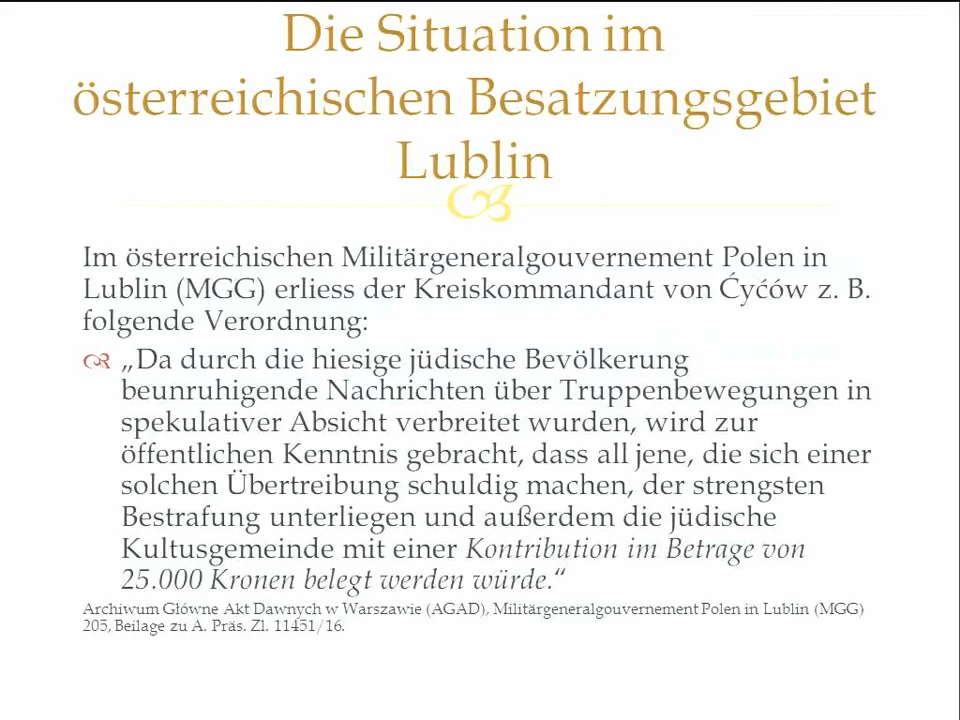 Die Situation im
österreichischen Besatzungsgebiet
Lublin
Im österreichischen Militärgeneralgouvernement Polen in
Lublin (MGG) erliess der Kreiskommandant von Ćyćów z. B.
folgende Verordnung:
„Da durch die hiesige jüdische Bevölkerung
beunruhigende Nachrichten über Truppenbewegungen in
spekulativer Absicht verbreitet wurden, wird zur
öffentlichen Kenntnis gebracht, dass all jene, die sich einer
solchen Übertreibung schuldig machen, der strengsten
Bestrafung unterliegen und außerdem die jüdische
Kultusgemeinde mit einer Kontribution im Betrage von
25.000 Kronen belegt werden würde.“
Archiwum Główne Akt Dawnych w Warszawie (AGAD), Militärgeneralgouvernement Polen in Lublin (MGG)
205, Beilage zu A. Präs. Zl. 11451/16.